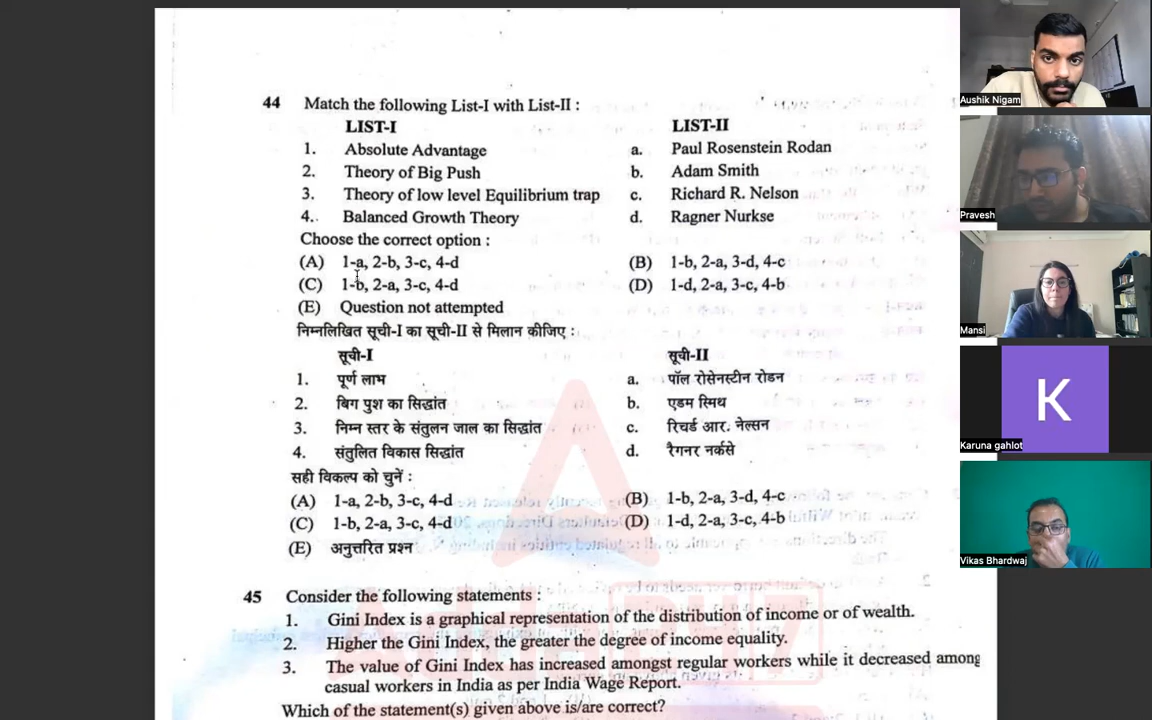 44 Match the following List-I with List-II :
LIST-I LIST-II
1. Absolute Advantage a. Paul Rosenstein Rodan
2. Theory of Big Push b. Adam Smith
3. Theory of low level Equilibrium trap c. Richard R. Nelson
4. Balanced Growth Theory d. Ragner Nurkse
Choose the correct option :
(A) 1-a, 2-b, 3-c, 4-d (B) 1-b, 2-a, 3-d, 4-c
(C) 1-b, 2-a, 3-c, 4-d (D) 1-d, 2-a, 3-c, 4-b
(E) Question not attempted
निम्नलिखित सूची-I का सूची-II से मिलान कीजिए :
सूची-I सूची-II
1. पूर्ण लाभ a. पॉल रोसेनस्टीन रोडन
2. बिग पुश का सिद्धांत b. एडम स्मिथ
3. निम्न स्तर के संतुलन जाल का सिद्धांत c. रिचर्ड आर. नेल्सन
4. संतुलित विकास सिद्धांत d. रैगनर नर्कसे
सही विकल्प को चुनें :
(A) 1-a, 2-b, 3-c, 4-d (B) 1-b, 2-a, 3-d, 4-c
(C) 1-b, 2-a, 3-c, 4-d (D) 1-d, 2-a, 3-c, 4-b
(E) अनुत्तरित प्रश्न
45 Consider the following statements :
1. Gini Index is a graphical representation of the distribution of income or of wealth.
2. Higher the Gini Index, the greater the degree of income equality.
3. The value of Gini Index has increased amongst regular workers while it decreased among
casual workers in India as per India Wage Report.
Which of the statement(s) given above is/are correct?
Adda247
Aushik Nigam
Pravesh
Mansi
K
Karuna gahlot
Vikas Bhardwaj